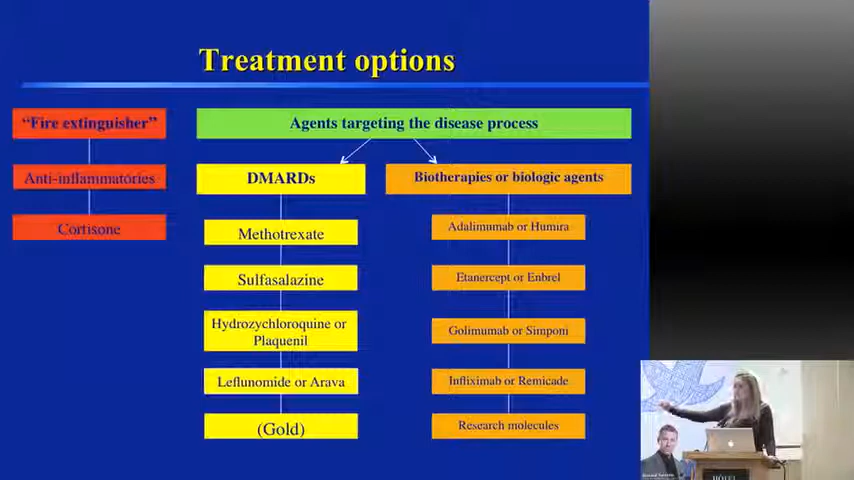 Treatment options
"Fire extinguisher"
Anti-inflammatories
Cortisone
Agents targeting the disease process
DMARDs
Methotrexate
Sulfasalazine
Hydrozychloroquine or
Plaquenil
Leflunomide or Arava
(Gold)
Biotherapies or biologic agents
Adalimumab or Humira
Etanercept or Enbrel
Golimumab or Simponi
Infliximab or Remicade
Research molecules
HÔTEL